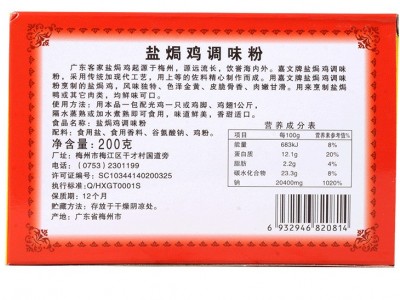 盐焗鸡调味粉
广东客家盐焗鸡起源于梅州，源远流长，饮誉海内外。嘉文牌盐焗鸡调味
粉，采用传统加现代工艺，用上等的佐料精心制作而成。用嘉文牌盐焗鸡调味
粉烹制的盐焗鸡，风味独特、色泽金黄、皮脆骨香、肉嫩甘滑。可用来烹制盐焗
鸭或其它肉类，均鲜味可口。
使用方法：用本品一包配光鸡一只或鸡脚、鸡翅1公斤，
隔水蒸熟或加水煮熟即可食用，味道鲜美，咸香甘甜。
品名：盐焗鸡调味粉
配料：食用盐、食用香料、谷氨酸钠、鸡粉。
净含量：200克
厂址：梅州市梅江区干才村国道旁
电话：(0753) 2301199
许可证编号：SC10344140200325
执行标准：Q/HXGT0001S
保质期：12个月
贮藏方法：存放于干燥阴凉处。
产地：广东省梅州市
营养成分表
项目 每100g 营养素参考值%
能量 683kJ 8%
蛋白质 12.1g 20%
脂肪 2.2g 4%
碳水化合物 23.3g 8%
钠 20400mg 1020%
6 932946 820814